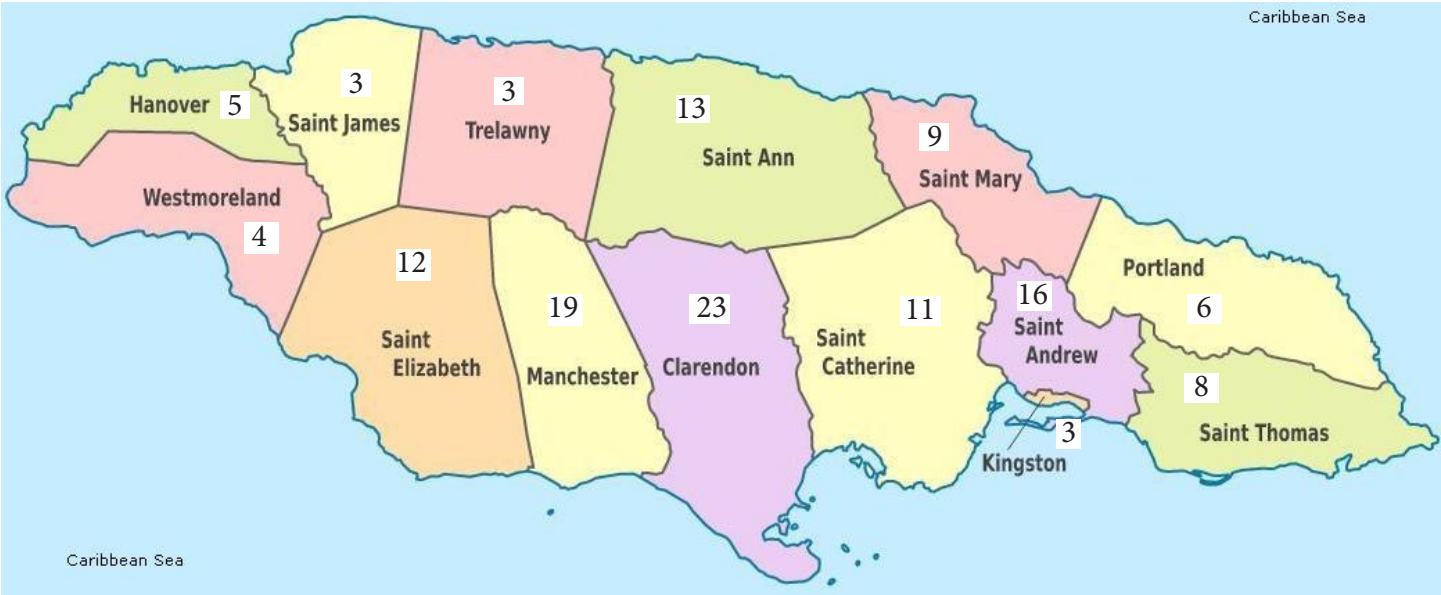 Caribbean Sea
3
Hanover 5
Saint James
3
Trelawny
13
Saint Ann
9
Saint Mary
Westmoreland
4
12
Saint
Elizabeth
19
Manchester
23
Clarendon
11
Saint
Catherine
16
Saint
Andrew
Portland
6
8
Saint Thomas
3
Kingston
Caribbean Sea